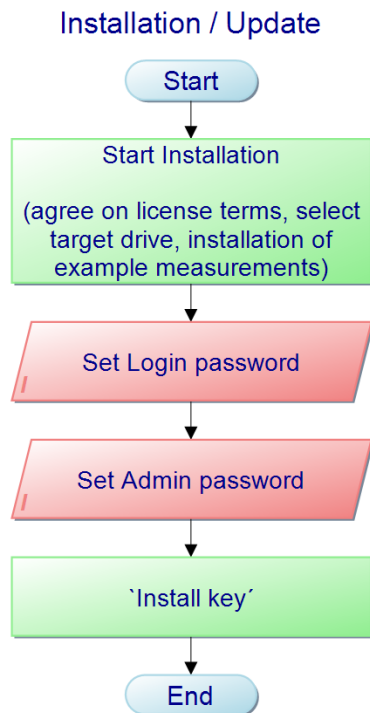 Installation / Update
Start
Start Installation
(agree on license terms, select
target drive, installation of
example measurements)
Set Login password
I
Set Admin password
I
`Install key´
End